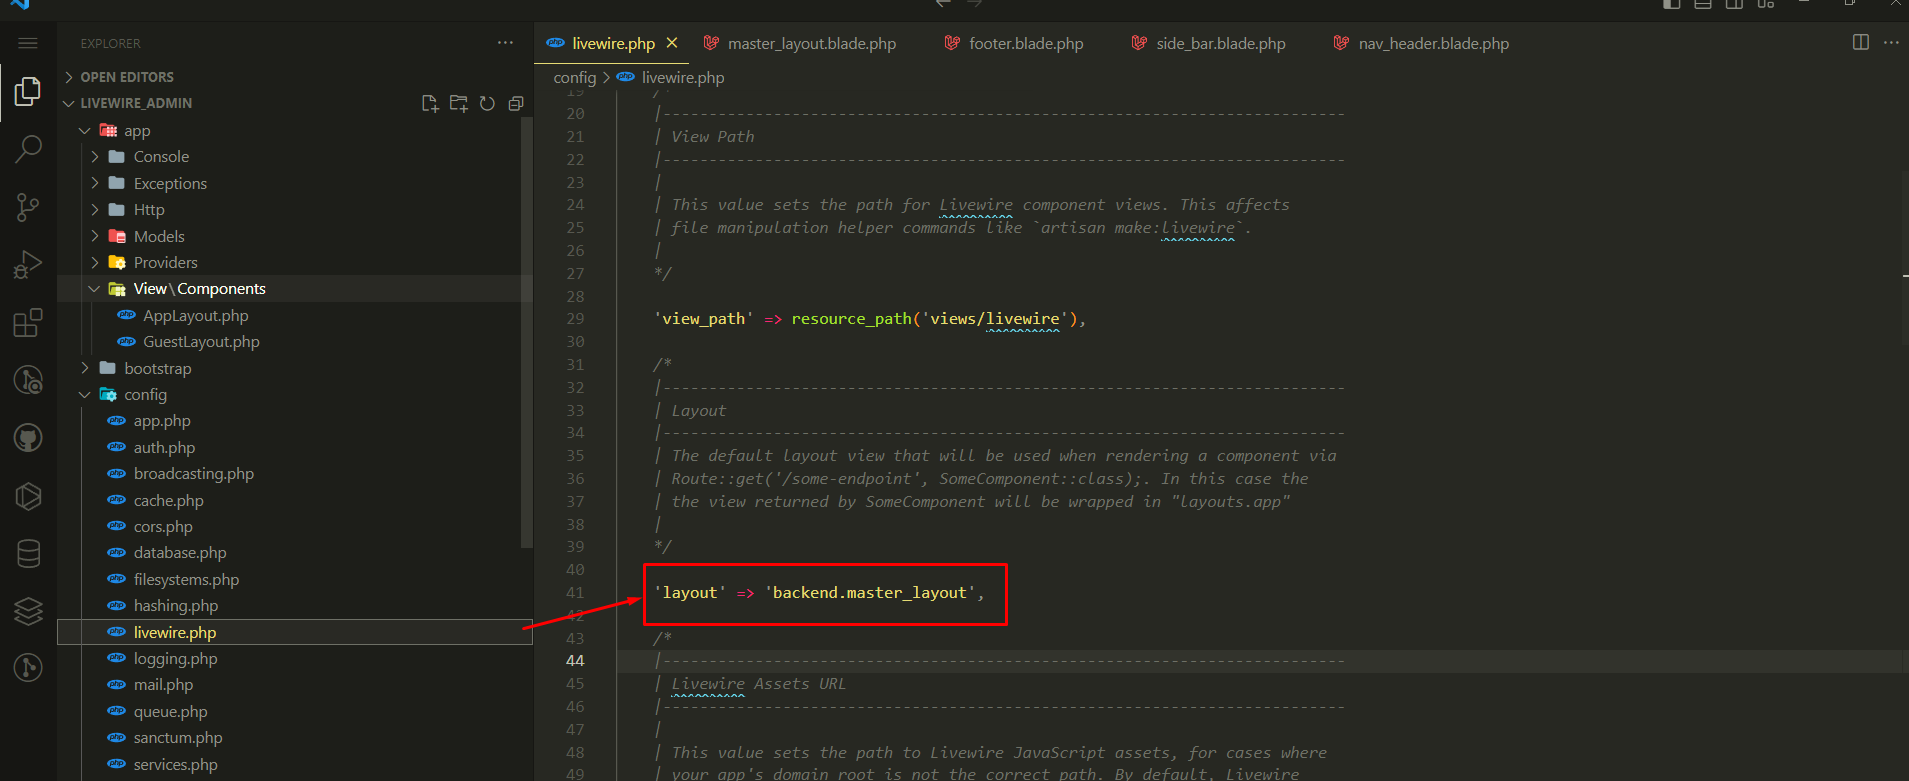 EXPLORER
OPEN EDITORS
LIVEWIRE_ADMIN
app
Console
Exceptions
Http
Models
Providers
View\Components
AppLayout.php
GuestLayout.php
bootstrap
config
app.php
auth.php
broadcasting.php
cache.php
cors.php
database.php
filesystems.php
hashing.php
livewire.php
logging.php
mail.php
queue.php
sanctum.php
services.php
livewire.php
master_layout.blade.php
footer.blade.php
side_bar.blade.php
nav_header.blade.php
config > livewire.php
19 /*
20 |--------------------------------------------------------------------------
21 | View Path
22 |--------------------------------------------------------------------------
23 |
24 | This value sets the path for Livewire component views. This affects
25 | file manipulation helper commands like `artisan make:livewire`.
26 |
27 */
28
29 'view_path' => resource_path('views/livewire'),
30
31 /*
32 |--------------------------------------------------------------------------
33 | Layout
34 |--------------------------------------------------------------------------
35 | The default layout view that will be used when rendering a component via
36 | Route::get('/some-endpoint', SomeComponent::class);. In this case the
37 | the view returned by SomeComponent will be wrapped in "layouts.app"
38 |
39 */
40
41 'layout' => 'backend.master_layout',
42
43 /*
44 |--------------------------------------------------------------------------
45 | Livewire Assets URL
46 |--------------------------------------------------------------------------
47 |
48 | This value sets the path to Livewire JavaScript assets, for cases where
49 | your app's domain root is not the correct path. By default, Livewire